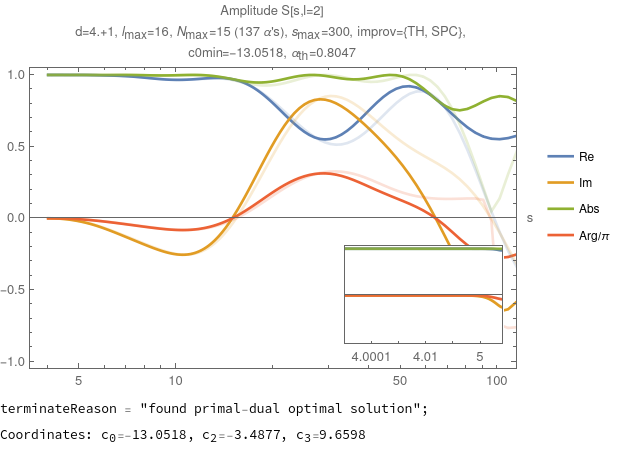 Amplitude S[s,l=2]
d=4.+1, lmax=16, Nmax=15 (137 α's), smax=300, improv={TH, SPC},
c0min=-13.0518, αth=0.8047
1.0
0.5
0.0
-0.5
-1.0
s
Re
Im
Abs
Arg/π
4.0001 4.01 5
5 10 50 100
terminateReason = "found primal-dual optimal solution";
Coordinates: c0=-13.0518, c2=-3.4877, c3=9.6598